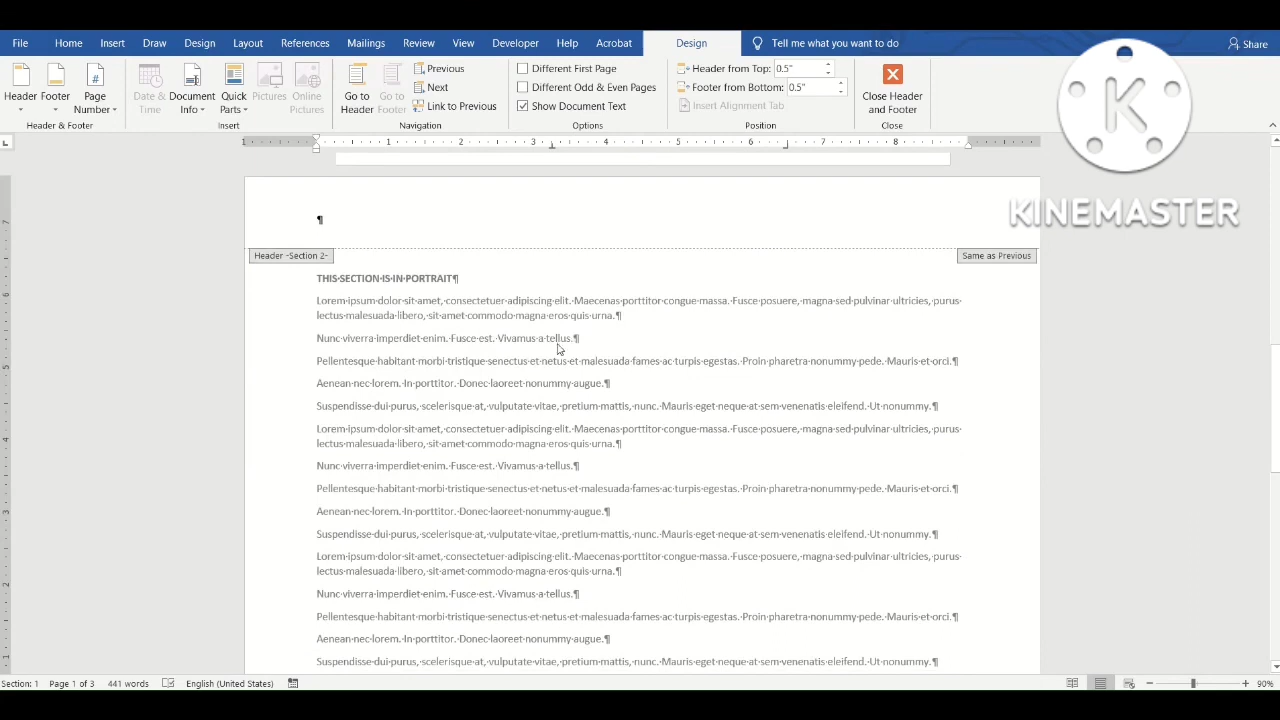 File Home Insert Draw Design Layout References Mailings Review View Developer Help Acrobat Design Tell me what you want to do Share
Header Footer Page Number
Header & Footer
Date & Time Document Info Quick Parts Pictures Online Pictures
Insert
Go to Header Go to Footer
Previous
Next
Link to Previous
Navigation
Different First Page
Different Odd & Even Pages
Show Document Text
Options
Header from Top: 0.5"
Footer from Bottom: 0.5"
Insert Alignment Tab
Position
Close Header and Footer
Close
K
KINEMASTER
1 1 2 3 4 5 6 7 8
7
5
4
3
2
1
¶
Header -Section 2-
Same as Previous
THIS·SECTION·IS·IN·PORTRAIT¶
Lorem·ipsum·dolor·sit·amet,·consectetuer·adipiscing·elit.·Maecenas·porttitor·congue·massa.·Fusce·posuere,·magna·sed·pulvinar·ultricies,·purus·
lectus·malesuada·libero,·sit·amet·commodo·magna·eros·quis·urna.¶
Nunc·viverra·imperdiet·enim.·Fusce·est.·Vivamus·a·tellus.¶
Pellentesque·habitant·morbi·tristique·senectus·et·netus·et·malesuada·fames·ac·turpis·egestas.·Proin·pharetra·nonummy·pede.·Mauris·et·orci.¶
Aenean·nec·lorem.·In·porttitor.·Donec·laoreet·nonummy·augue.¶
Suspendisse·dui·purus,·scelerisque·at,·vulputate·vitae,·pretium·mattis,·nunc.·Mauris·eget·neque·at·sem·venenatis·eleifend.·Ut·nonummy.¶
Lorem·ipsum·dolor·sit·amet,·consectetuer·adipiscing·elit.·Maecenas·porttitor·congue·massa.·Fusce·posuere,·magna·sed·pulvinar·ultricies,·purus·
lectus·malesuada·libero,·sit·amet·commodo·magna·eros·quis·urna.¶
Nunc·viverra·imperdiet·enim.·Fusce·est.·Vivamus·a·tellus.¶
Pellentesque·habitant·morbi·tristique·senectus·et·netus·et·malesuada·fames·ac·turpis·egestas.·Proin·pharetra·nonummy·pede.·Mauris·et·orci.¶
Aenean·nec·lorem.·In·porttitor.·Donec·laoreet·nonummy·augue.¶
Suspendisse·dui·purus,·scelerisque·at,·vulputate·vitae,·pretium·mattis,·nunc.·Mauris·eget·neque·at·sem·venenatis·eleifend.·Ut·nonummy.¶
Lorem·ipsum·dolor·sit·amet,·consectetuer·adipiscing·elit.·Maecenas·porttitor·congue·massa.·Fusce·posuere,·magna·sed·pulvinar·ultricies,·purus·
lectus·malesuada·libero,·sit·amet·commodo·magna·eros·quis·urna.¶
Nunc·viverra·imperdiet·enim.·Fusce·est.·Vivamus·a·tellus.¶
Pellentesque·habitant·morbi·tristique·senectus·et·netus·et·malesuada·fames·ac·turpis·egestas.·Proin·pharetra·nonummy·pede.·Mauris·et·orci.¶
Aenean·nec·lorem.·In·porttitor.·Donec·laoreet·nonummy·augue.¶
Suspendisse·dui·purus,·scelerisque·at,·vulputate·vitae,·pretium·mattis,·nunc.·Mauris·eget·neque·at·sem·venenatis·eleifend.·Ut·nonummy.¶
Section: 1 Page 1 of 3 441 words English (United States) 90%